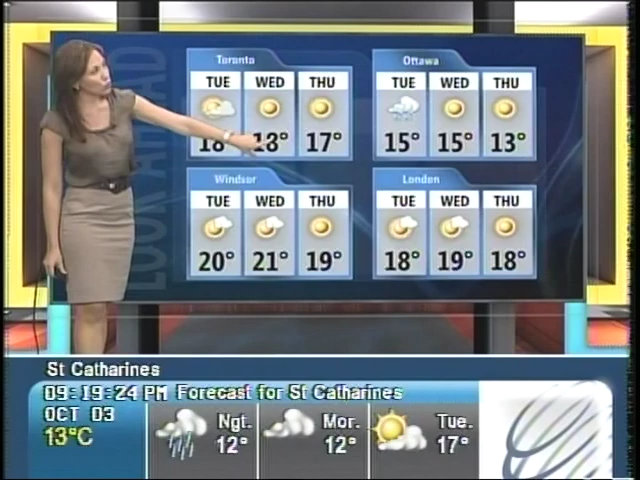 LOOK AHEAD
Toronto
TUE WED THU
18° 18° 17°
Ottawa
TUE WED THU
15° 15° 13°
Windsor
TUE WED THU
20° 21° 19°
London
TUE WED THU
18° 19° 18°
St Catharines
09:19:24 PM Forecast for St Catharines
OCT 03
13°C
Ngt.
12°
Mor.
12°
Tue.
17°